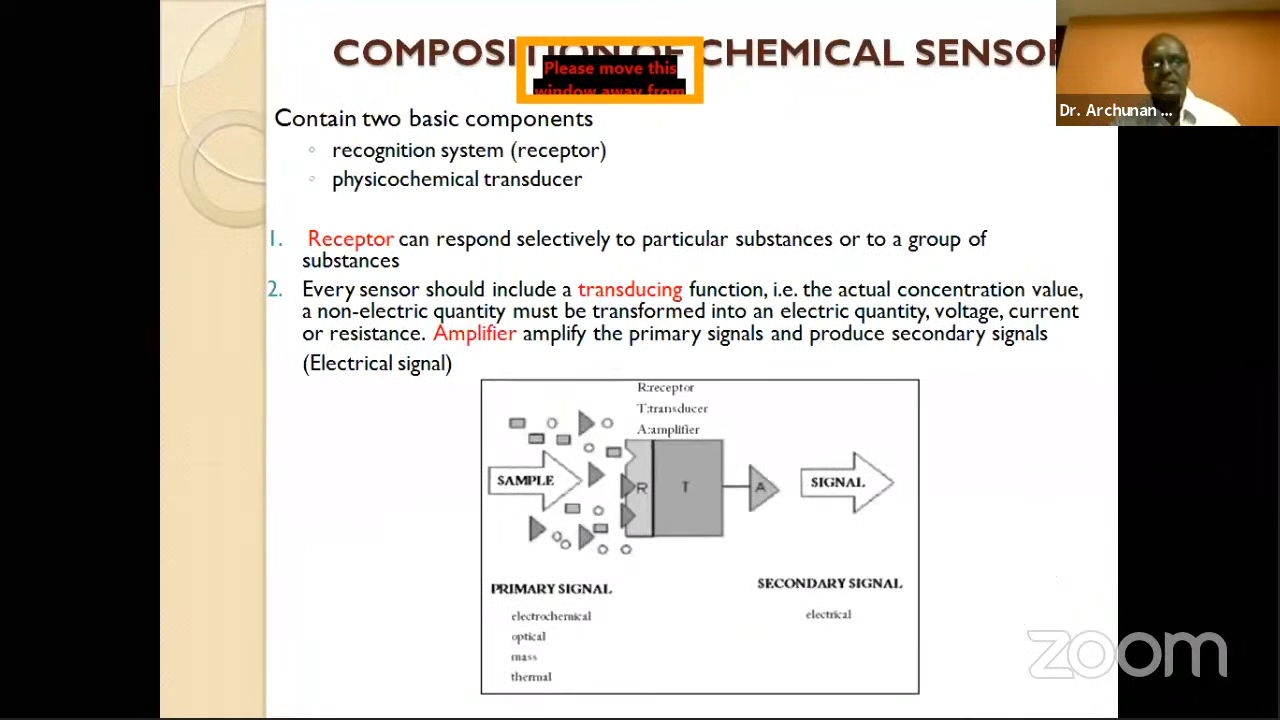 COMPOSITION OF CHEMICAL SENSOR
Please move this
window away from
Dr. Archunan ...
Contain two basic components
recognition system (receptor)
physicochemical transducer
1. Receptor can respond selectively to particular substances or to a group of
substances
2. Every sensor should include a transducing function, i.e. the actual concentration value,
a non-electric quantity must be transformed into an electric quantity, voltage, current
or resistance. Amplifier amplify the primary signals and produce secondary signals
(Electrical signal)
R:receptor
T:transducer
A:amplifier
SAMPLE
R
T
A
SIGNAL
PRIMARY SIGNAL
SECONDARY SIGNAL
electrochemical
electrical
optical
mass
thermal
zoom